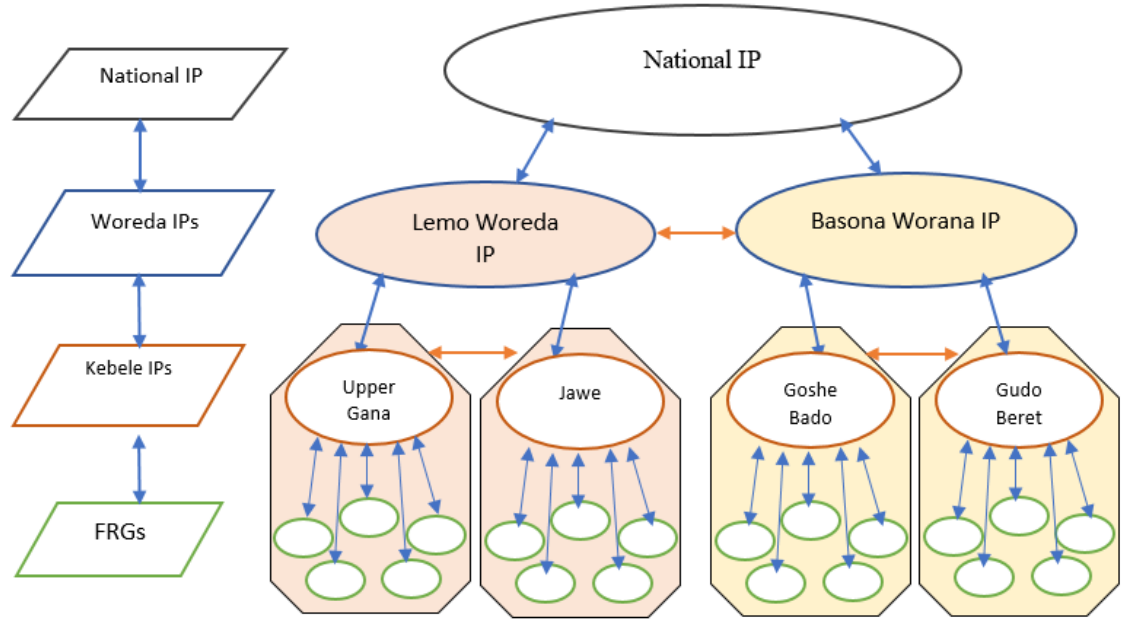 National IP
National IP
Woreda IPs
Lemo Woreda
IP
Basona Worana IP
Kebele IPs
Upper
Gana
Jawe
Goshe
Bado
Gudo
Beret
FRGs